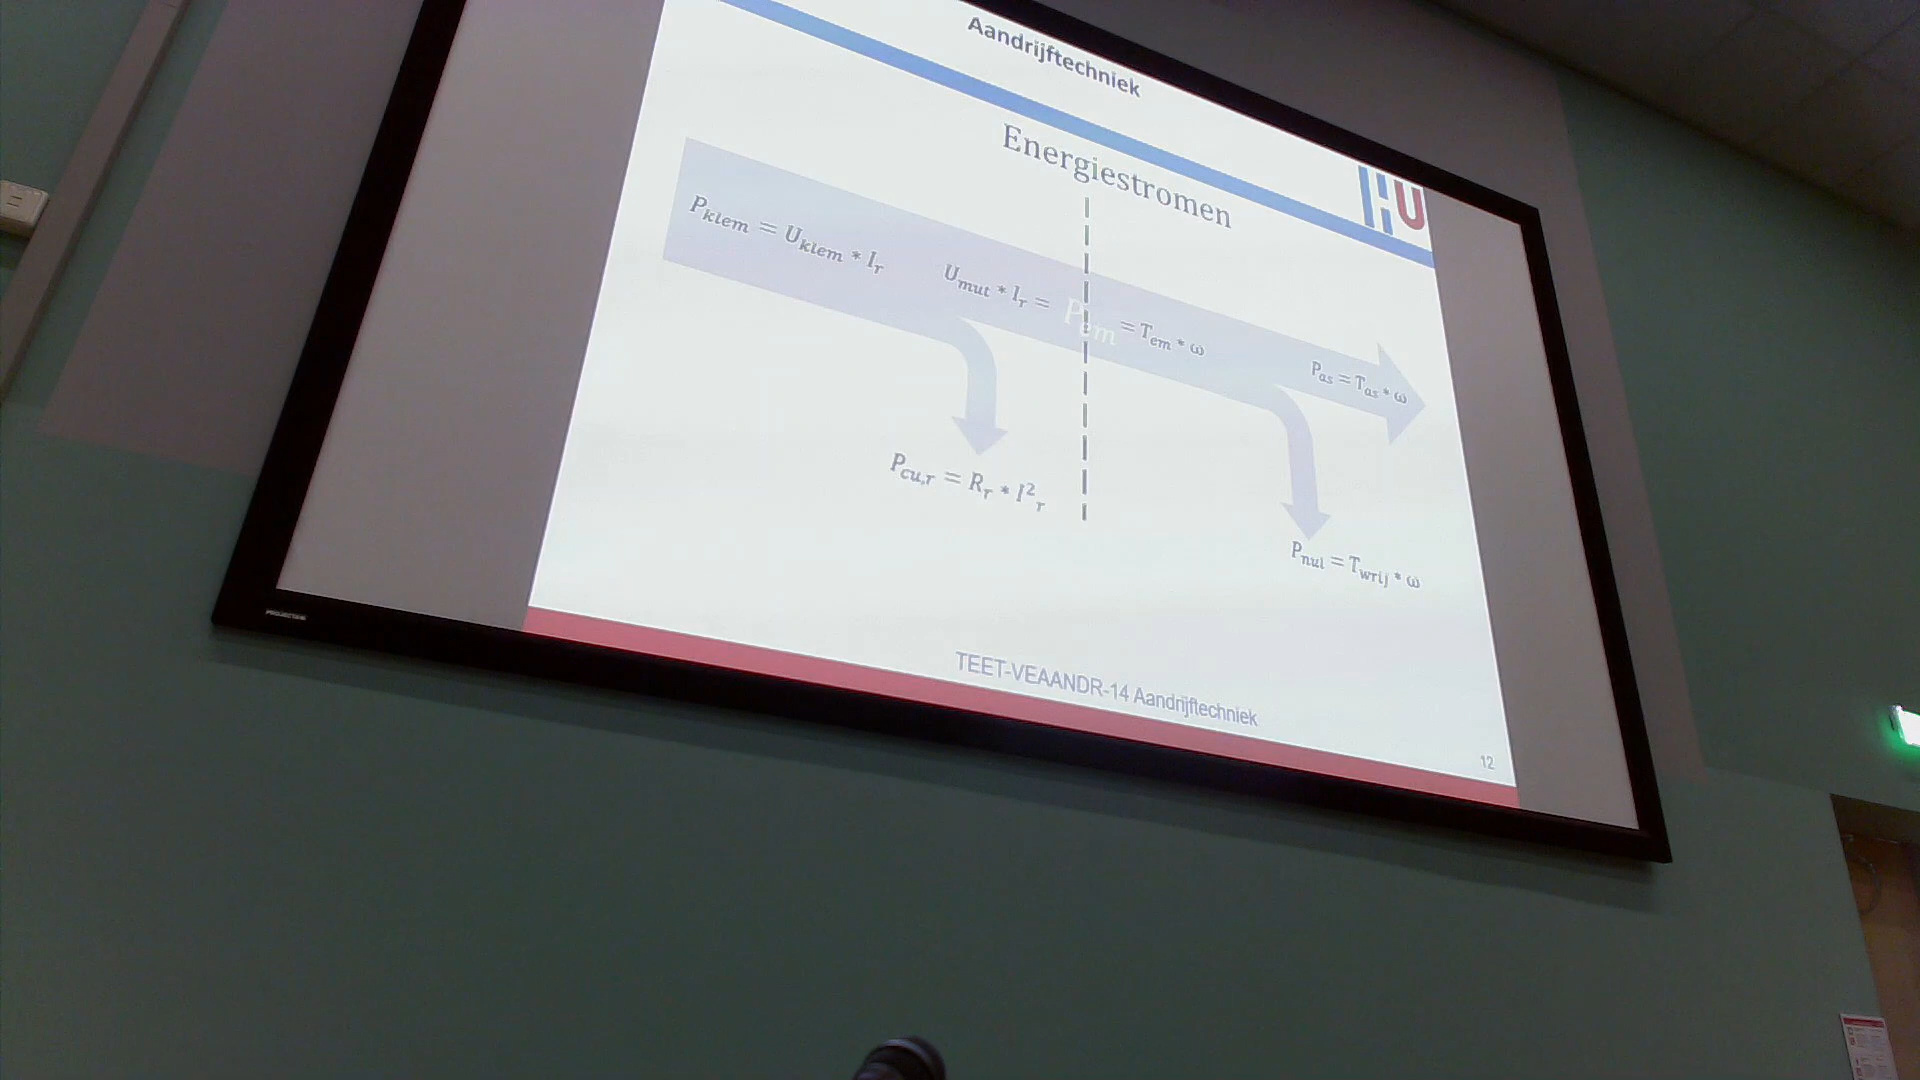 Aandrijftechniek
HU
Energiestromen
P_klem = U_klem * I_r
U_mut * I_r = P_em = T_em * ω
P_as = T_as * ω
P_cu,r = R_r * I²_r
P_nul = T_wrij * ω
TEET-VEAANDR-14 Aandrijftechniek
12